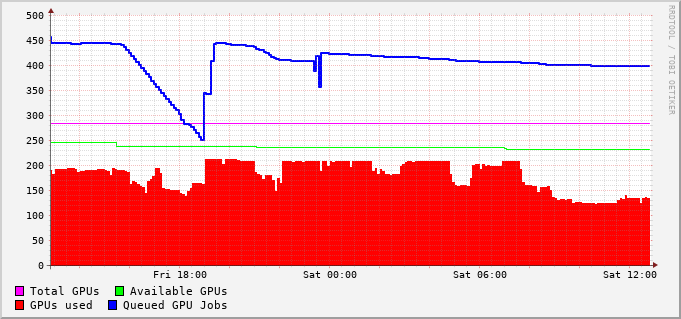 500
450
400
350
300
250
200
150
100
50
0
Fri 18:00 Sat 00:00 Sat 06:00 Sat 12:00
Total GPUs Available GPUs
GPUs used Queued GPU Jobs
RRDTOOL / TOBI OETIKER